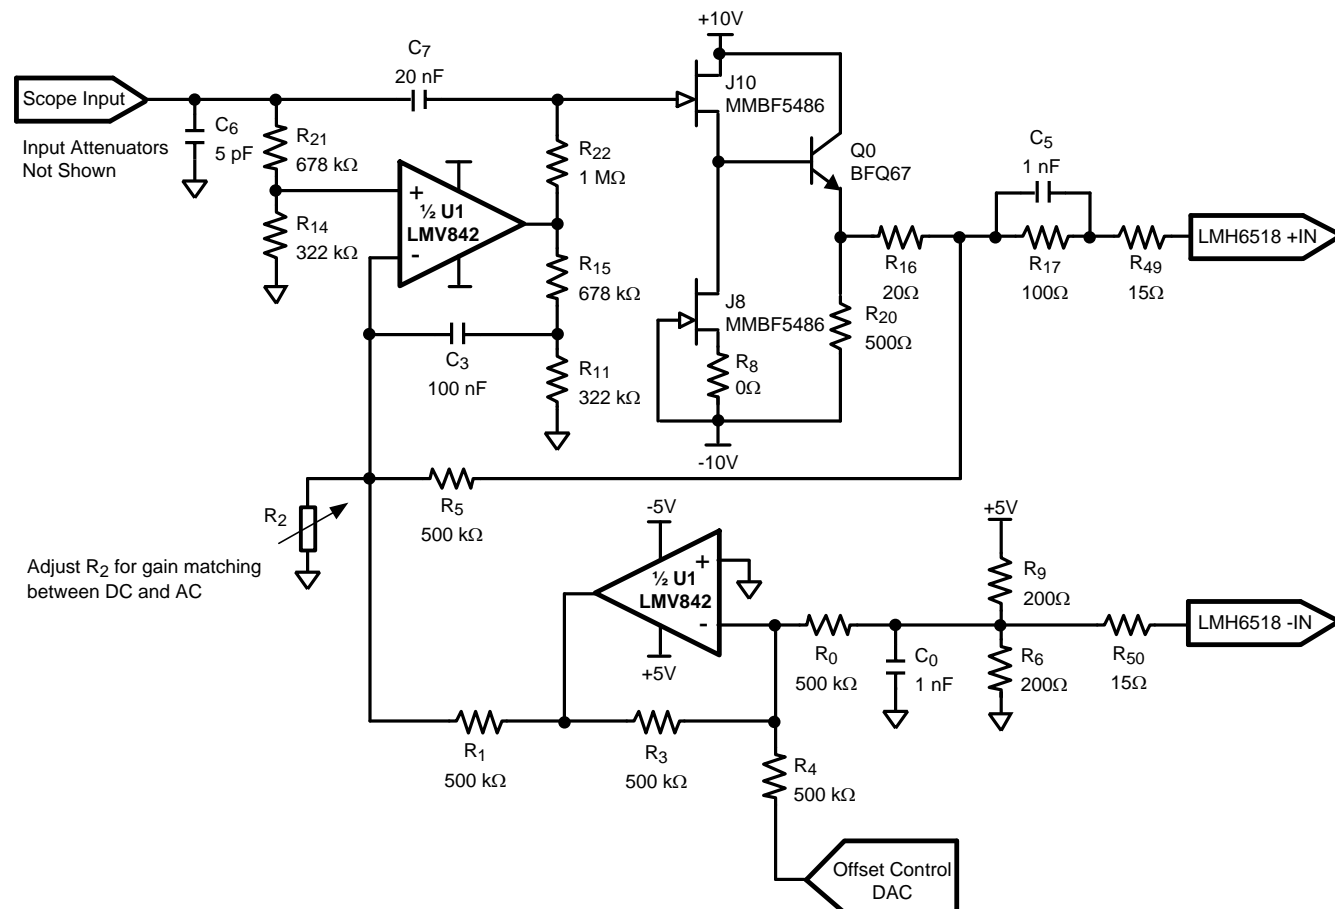 +10V
C7
20 nF
Scope Input
Input Attenuators
Not Shown
C6
5 pF
R21
678 kΩ
R14
322 kΩ
+
½ U1
LMV842
-
R22
1 MΩ
R15
678 kΩ
R11
322 kΩ
C3
100 nF
J10
MMBF5486
J8
MMBF5486
R8
0Ω
-10V
Q0
BFQ67
R20
500Ω
R16
20Ω
C5
1 nF
R17
100Ω
R49
15Ω
LMH6518 +IN
R2
Adjust R2 for gain matching
between DC and AC
R5
500 kΩ
-5V
+
½ U1
LMV842
-
+5V
R1
500 kΩ
R3
500 kΩ
R0
500 kΩ
C0
1 nF
+5V
R9
200Ω
R6
200Ω
R50
15Ω
LMH6518 -IN
R4
500 kΩ
Offset Control
DAC